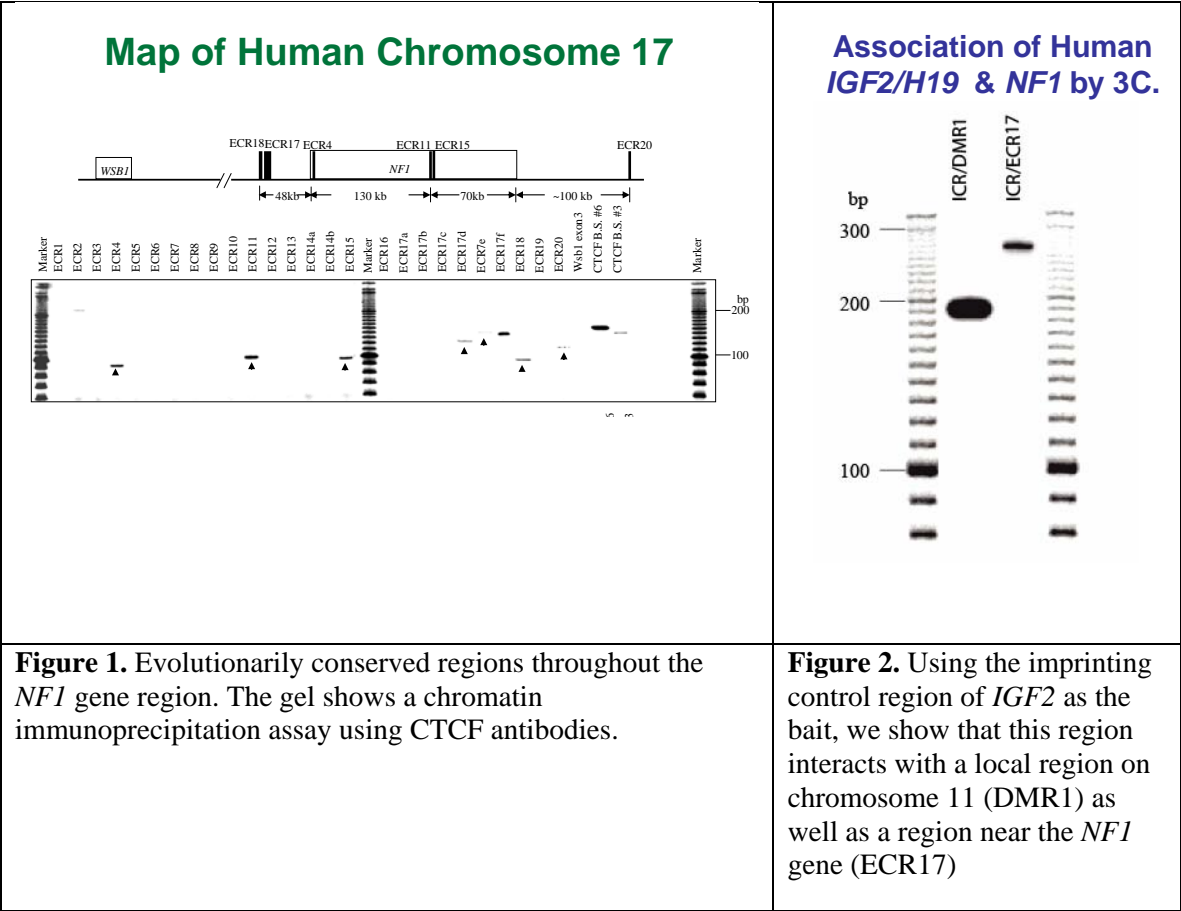 Map of Human Chromosome 17
ECR18 ECR17 ECR4 ECR11 ECR15 ECR20
WSB1 NF1
48kb 130 kb 70kb ~100 kb
Marker
ECR1
ECR2
ECR3
ECR4
ECR5
ECR6
ECR7
ECR8
ECR9
ECR10
ECR11
ECR12
ECR13
ECR14a
ECR14b
ECR15
Marker
ECR16
ECR17a
ECR17b
ECR17c
ECR17d
ECR7e
ECR17f
ECR18
ECR19
ECR20
Wsb1 exon3
CTCF B.S. #6
CTCF B.S. #3
Marker
bp
200
100
5
3
Association of Human
IGF2/H19 & NF1 by 3C.
ICR/DMR1
ICR/ECR17
bp
300
200
100
Figure 1. Evolutionarily conserved regions throughout the
NF1 gene region. The gel shows a chromatin
immunoprecipitation assay using CTCF antibodies.
Figure 2. Using the imprinting
control region of IGF2 as the
bait, we show that this region
interacts with a local region on
chromosome 11 (DMR1) as
well as a region near the NF1
gene (ECR17)